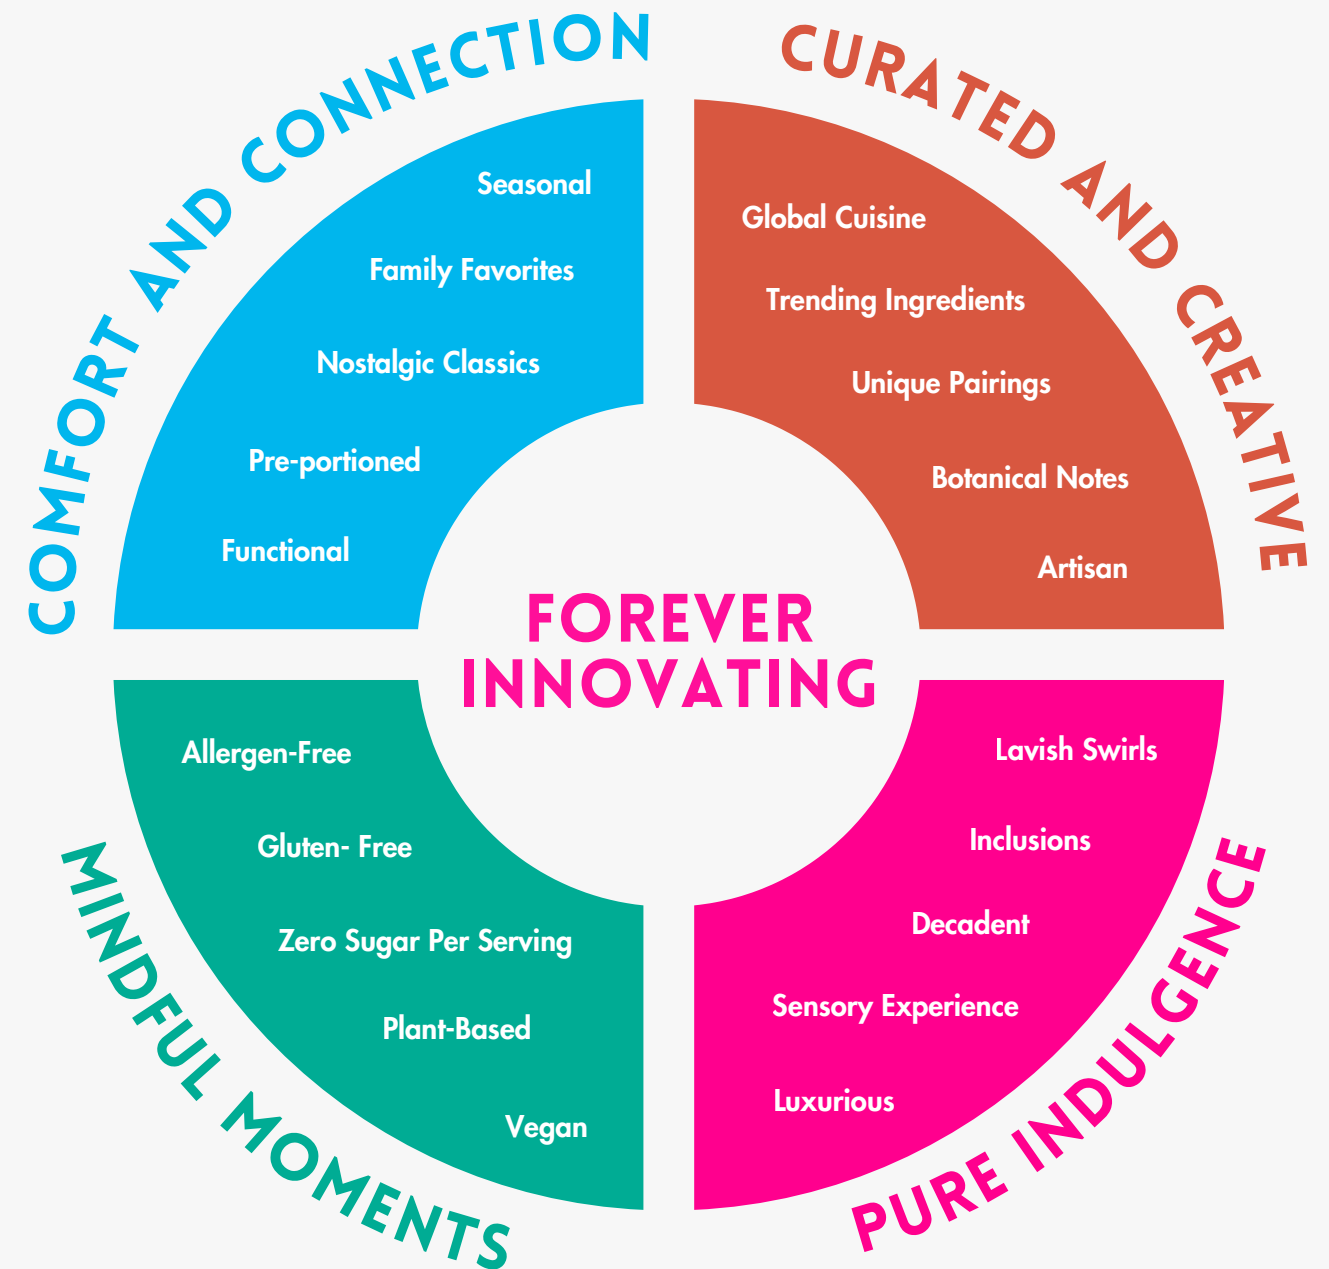 COMFORT AND CONNECTION
Seasonal
Family Favorites
Nostalgic Classics
Pre-portioned
Functional
CURATED AND CREATIVE
Global Cuisine
Trending Ingredients
Unique Pairings
Botanical Notes
Artisan
FOREVER
INNOVATING
MINDFUL MOMENTS
Allergen-Free
Gluten- Free
Zero Sugar Per Serving
Plant-Based
Vegan
PURE INDULGENCE
Lavish Swirls
Inclusions
Decadent
Sensory Experience
Luxurious